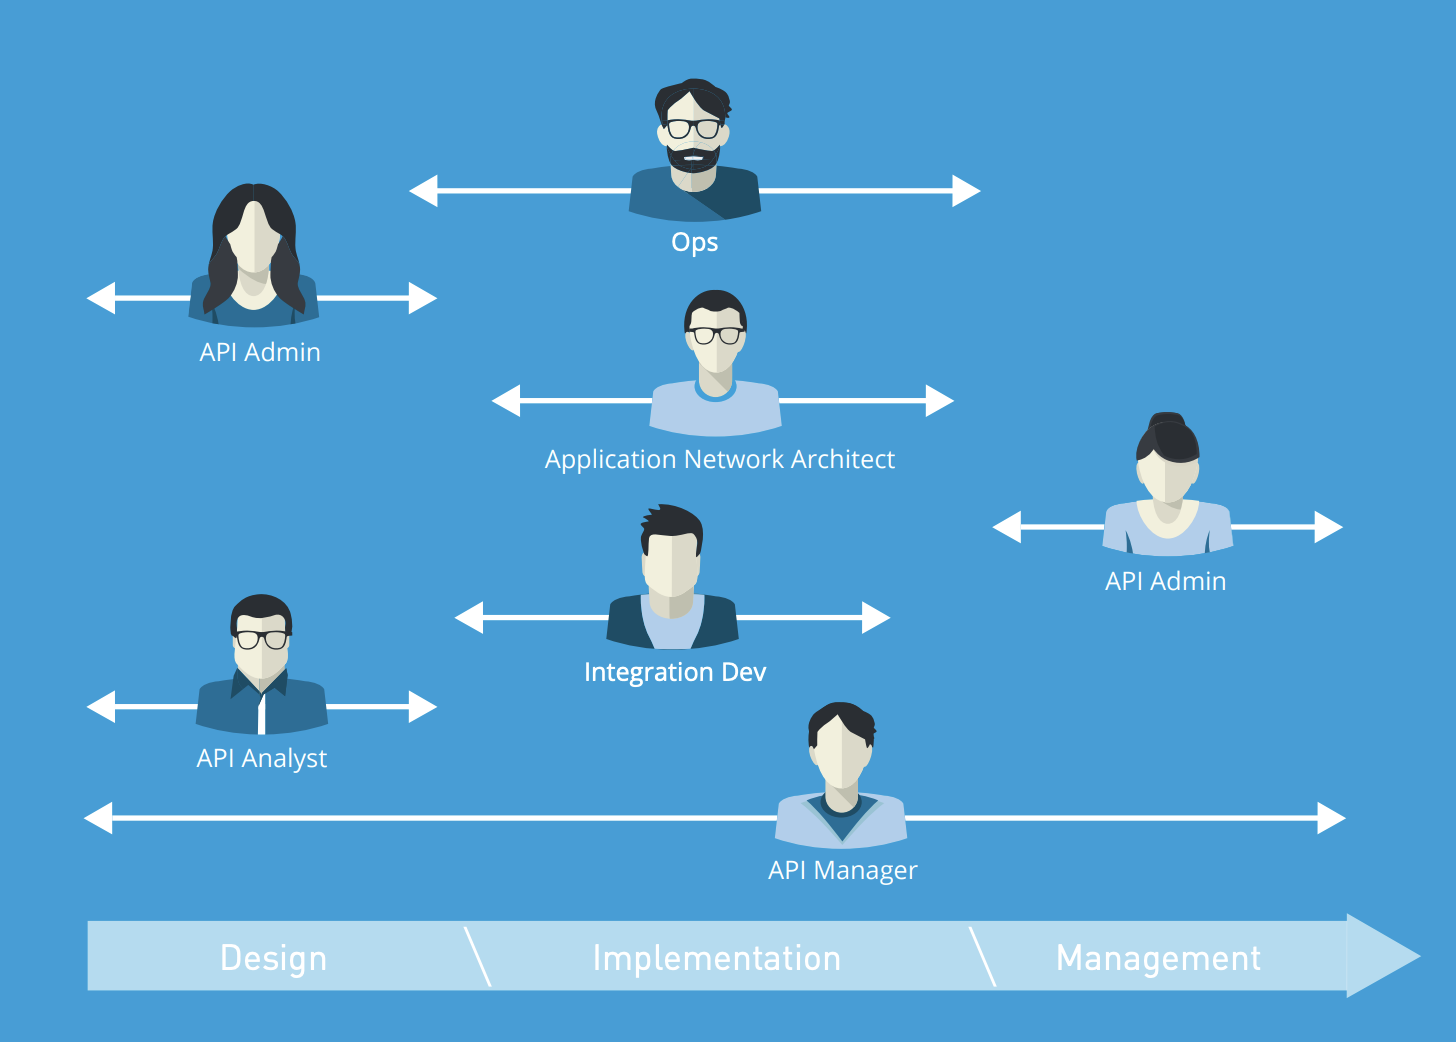 Ops
API Admin
Application Network Architect
API Admin
Integration Dev
API Analyst
API Manager
Design
Implementation
Management